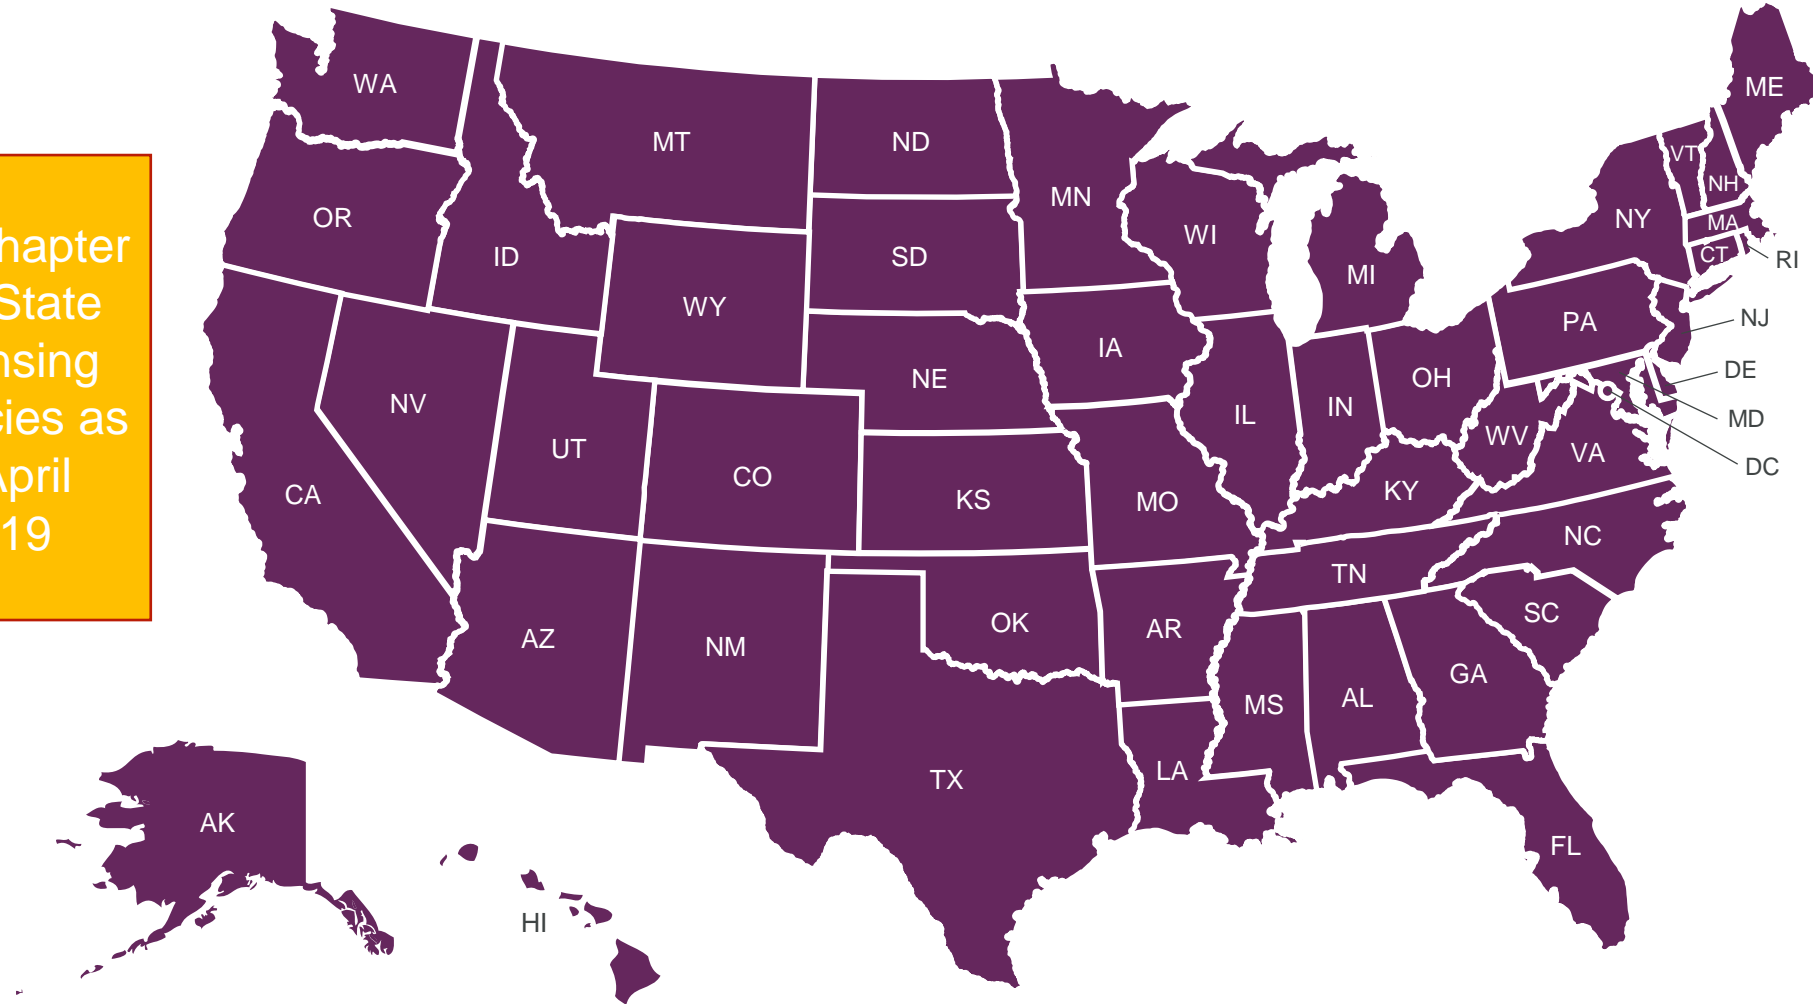 hapter
State
nsing
cies as
April
19
WA
MT
ND
MN
ME
VT
NH
OR
ID
SD
WI
MI
NY
MA
CT
RI
WY
IA
NE
PA
NJ
NV
UT
CO
IL
IN
OH
DE
MD
WV
VA
DC
CA
KS
MO
KY
NC
TN
AZ
NM
OK
AR
SC
MS
AL
GA
TX
LA
AK
HI
FL